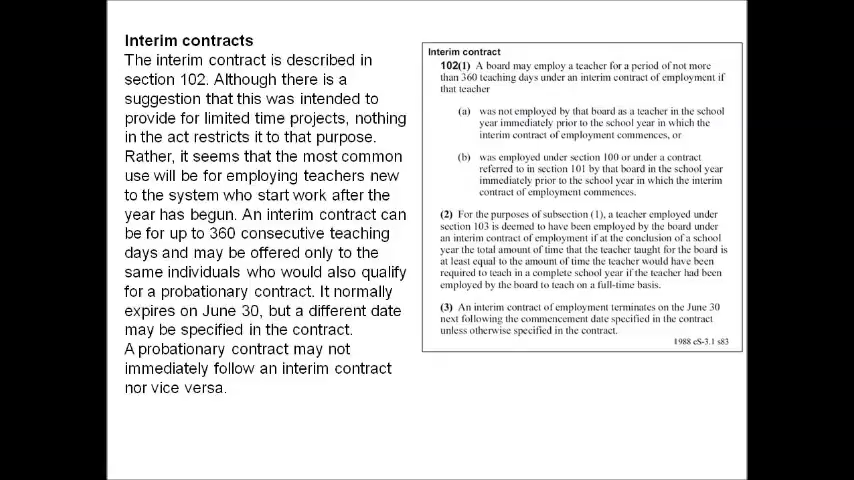 Interim contracts
The interim contract is described in
section 102. Although there is a
suggestion that this was intended to
provide for limited time projects, nothing
in the act restricts it to that purpose.
Rather, it seems that the most common
use will be for employing teachers new
to the system who start work after the
year has begun. An interim contract can
be for up to 360 consecutive teaching
days and may be offered only to the
same individuals who would also qualify
for a probationary contract. It normally
expires on June 30, but a different date
may be specified in the contract.
A probationary contract may not
immediately follow an interim contract
nor vice versa.
Interim contract
102(1) A board may employ a teacher for a period of not more
than 360 teaching days under an interim contract of employment if
that teacher
(a) was not employed by that board as a teacher in the school
year immediately prior to the school year in which the
interim contract of employment commences, or
(b) was employed under section 100 or under a contract
referred to in section 101 by that board in the school year
immediately prior to the school year in which the interim
contract of employment commences.
(2) For the purposes of subsection (1), a teacher employed under
section 103 is deemed to have been employed by the board under
an interim contract of employment if at the conclusion of a school
year the total amount of time that the teacher taught for the board is
at least equal to the amount of time the teacher would have been
required to teach in a complete school year if the teacher had been
employed by the board to teach on a full-time basis.
(3) An interim contract of employment terminates on the June 30
next following the commencement date specified in the contract
unless otherwise specified in the contract.
1988 cS-3.1 s83